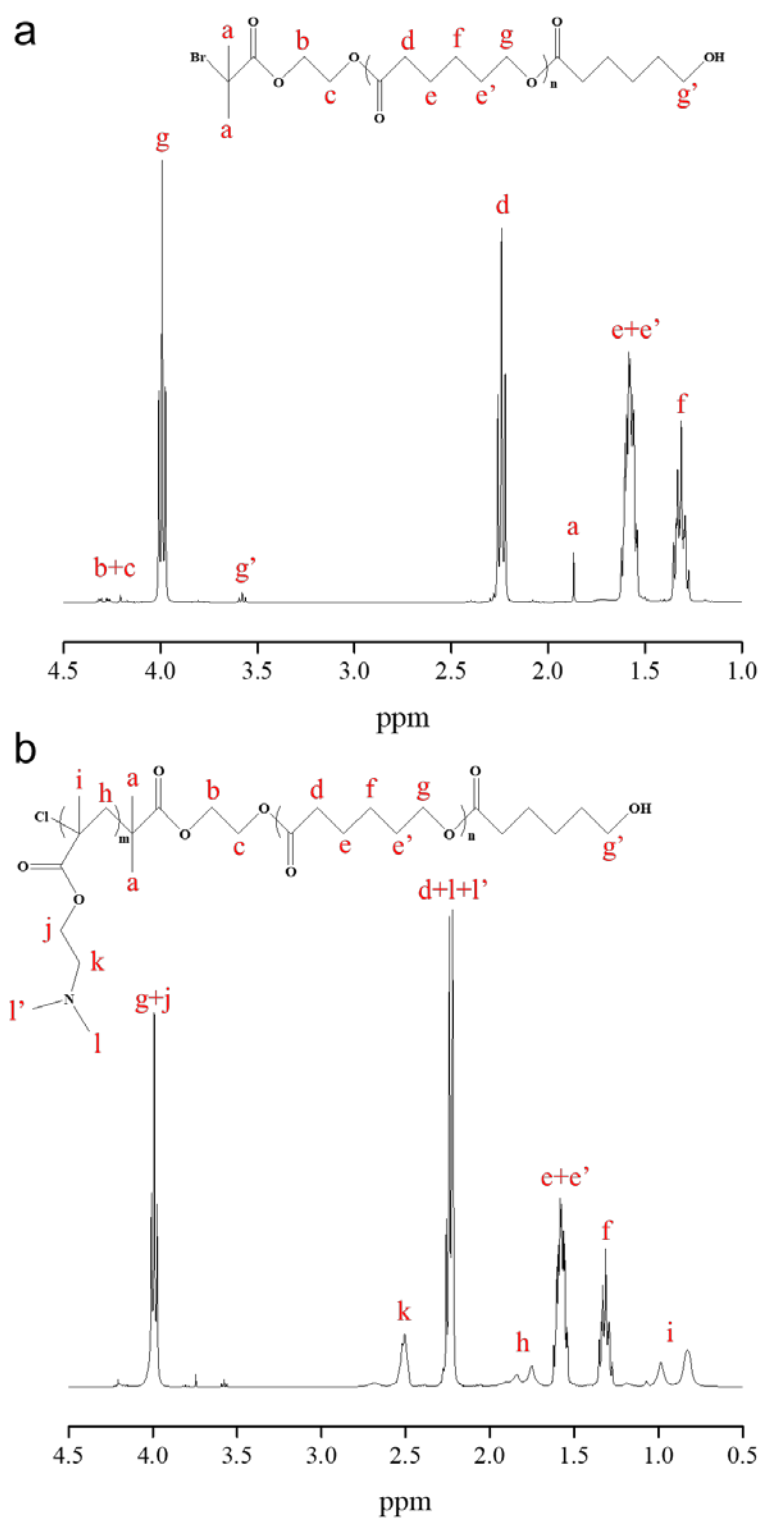 a
a
b
d
f
g
O
O
Br
O
OH
O
O
n
c
e
e’
g’
a
O
g
d
e+e’
f
a
b+c
g’
4.5 4.0 3.5 3.0 2.5 2.0 1.5 1.0
ppm
b
i
h
a
O
b
d
f
g
O
Cl
O
OH
m
O
O
n
c
e
e’
g’
O
a
O
O
d+l+l’
j
k
N
l’
l
g+j
e+e’
f
k
h
i
4.5 4.0 3.5 3.0 2.5 2.0 1.5 1.0 0.5
ppm